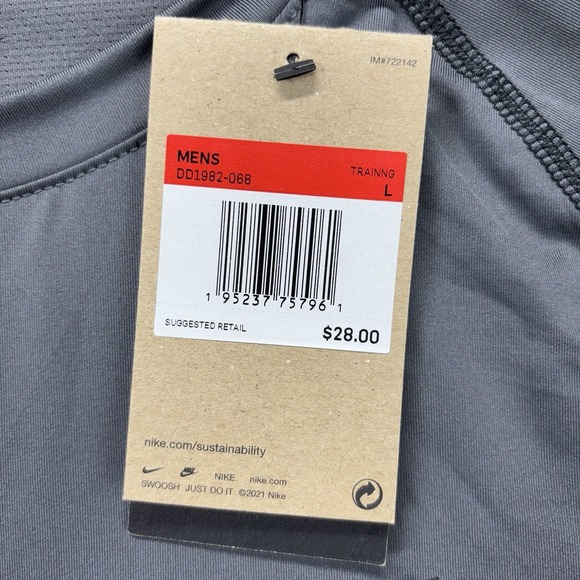 IM#722142
MENS
DD1982-068
TRAINNG
L
1 95237 75796 1
SUGGESTED RETAIL $28.00
nike.com/sustainability
NIKE nike.com
SWOOSH JUST DO IT ©2021 Nike